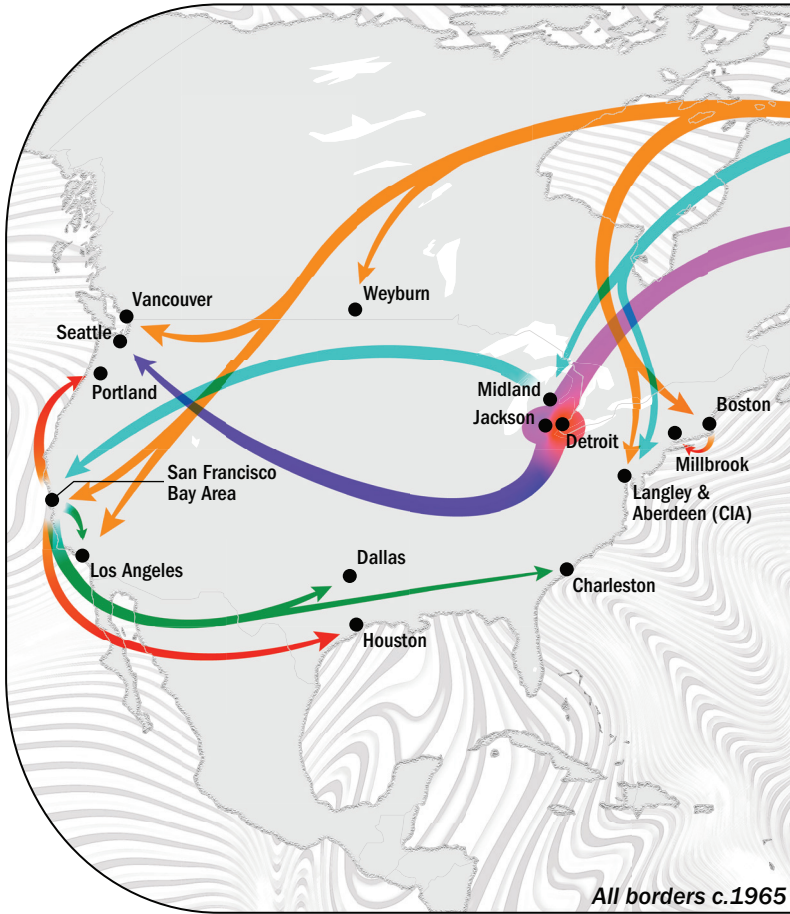 Vancouver
Weyburn
Seattle
Portland
Midland
Jackson
Detroit
Boston
Millbrook
San Francisco
Bay Area
Langley &
Aberdeen (CIA)
Los Angeles
Dallas
Charleston
Houston
All borders c.1965